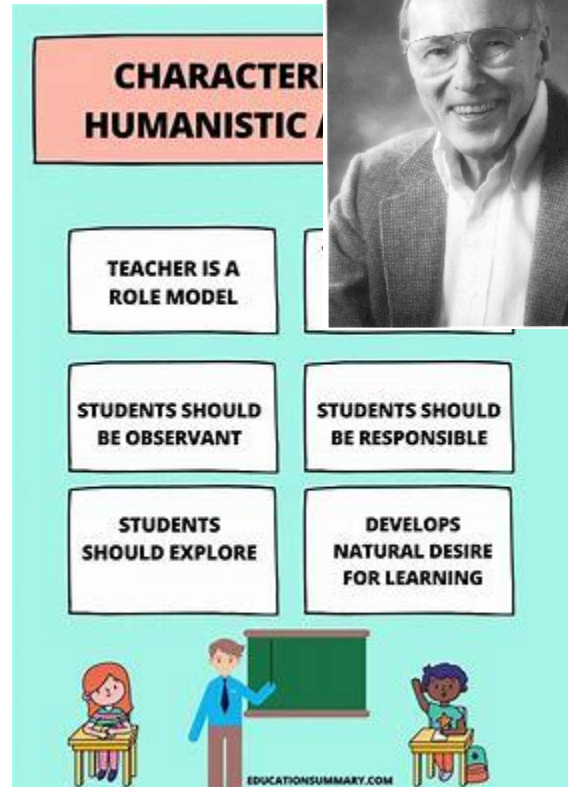 CHARACTERI
HUMANISTIC A
TEACHER IS A
ROLE MODEL
STUDENTS SHOULD
BE OBSERVANT
STUDENTS SHOULD
BE RESPONSIBLE
STUDENTS
SHOULD EXPLORE
DEVELOPS
NATURAL DESIRE
FOR LEARNING
EDUCATIONSUMMARY.COM